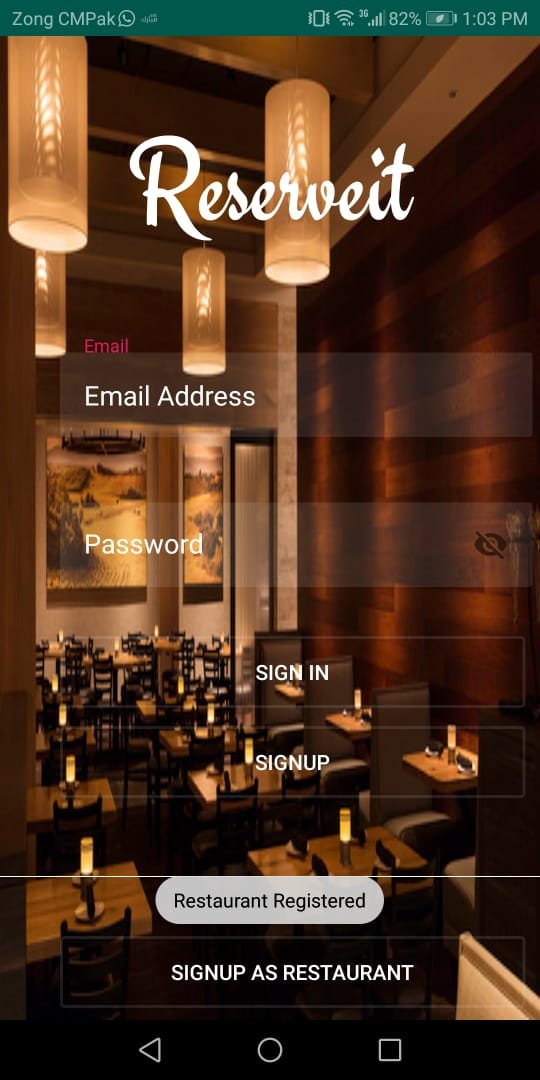 Zong CMPak 3G 82% 1:03 PM
Reserveit
Email
Email Address
Password
SIGN IN
SIGNUP
Restaurant Registered
SIGNUP AS RESTAURANT